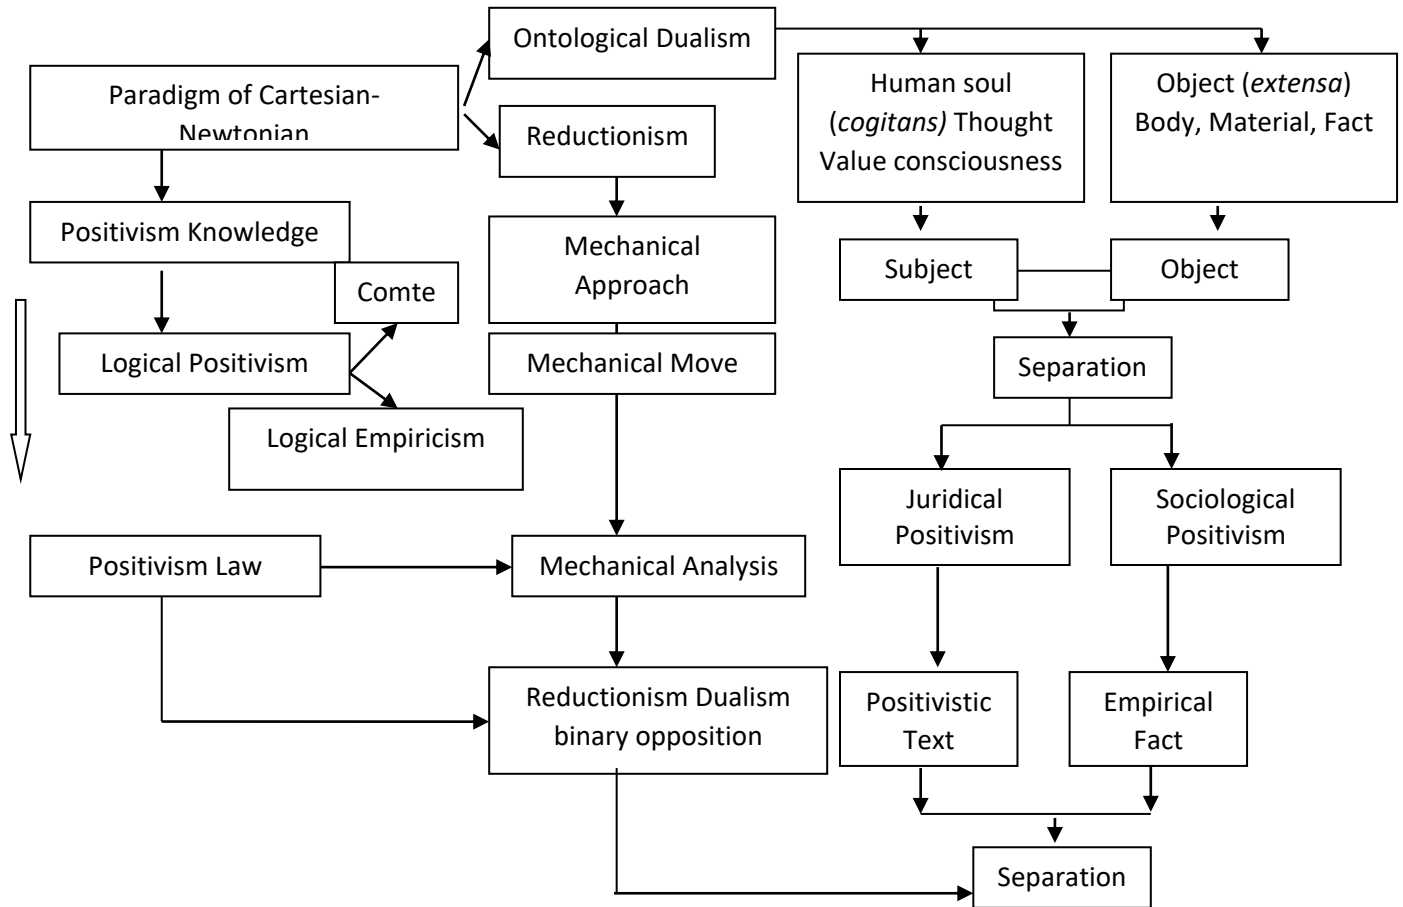 Ontological Dualism
Paradigm of Cartesian-
Newtonian
Reductionism
Human soul
(cogitans) Thought
Value consciousness
Object (extensa)
Body, Material, Fact
Positivism Knowledge
Comte
Logical Positivism
Logical Empiricism
Mechanical
Approach
Mechanical Move
Subject
Object
Separation
Juridical
Positivism
Sociological
Positivism
Positivism Law
Mechanical Analysis
Reductionism Dualism
binary opposition
Positivistic
Text
Empirical
Fact
Separation